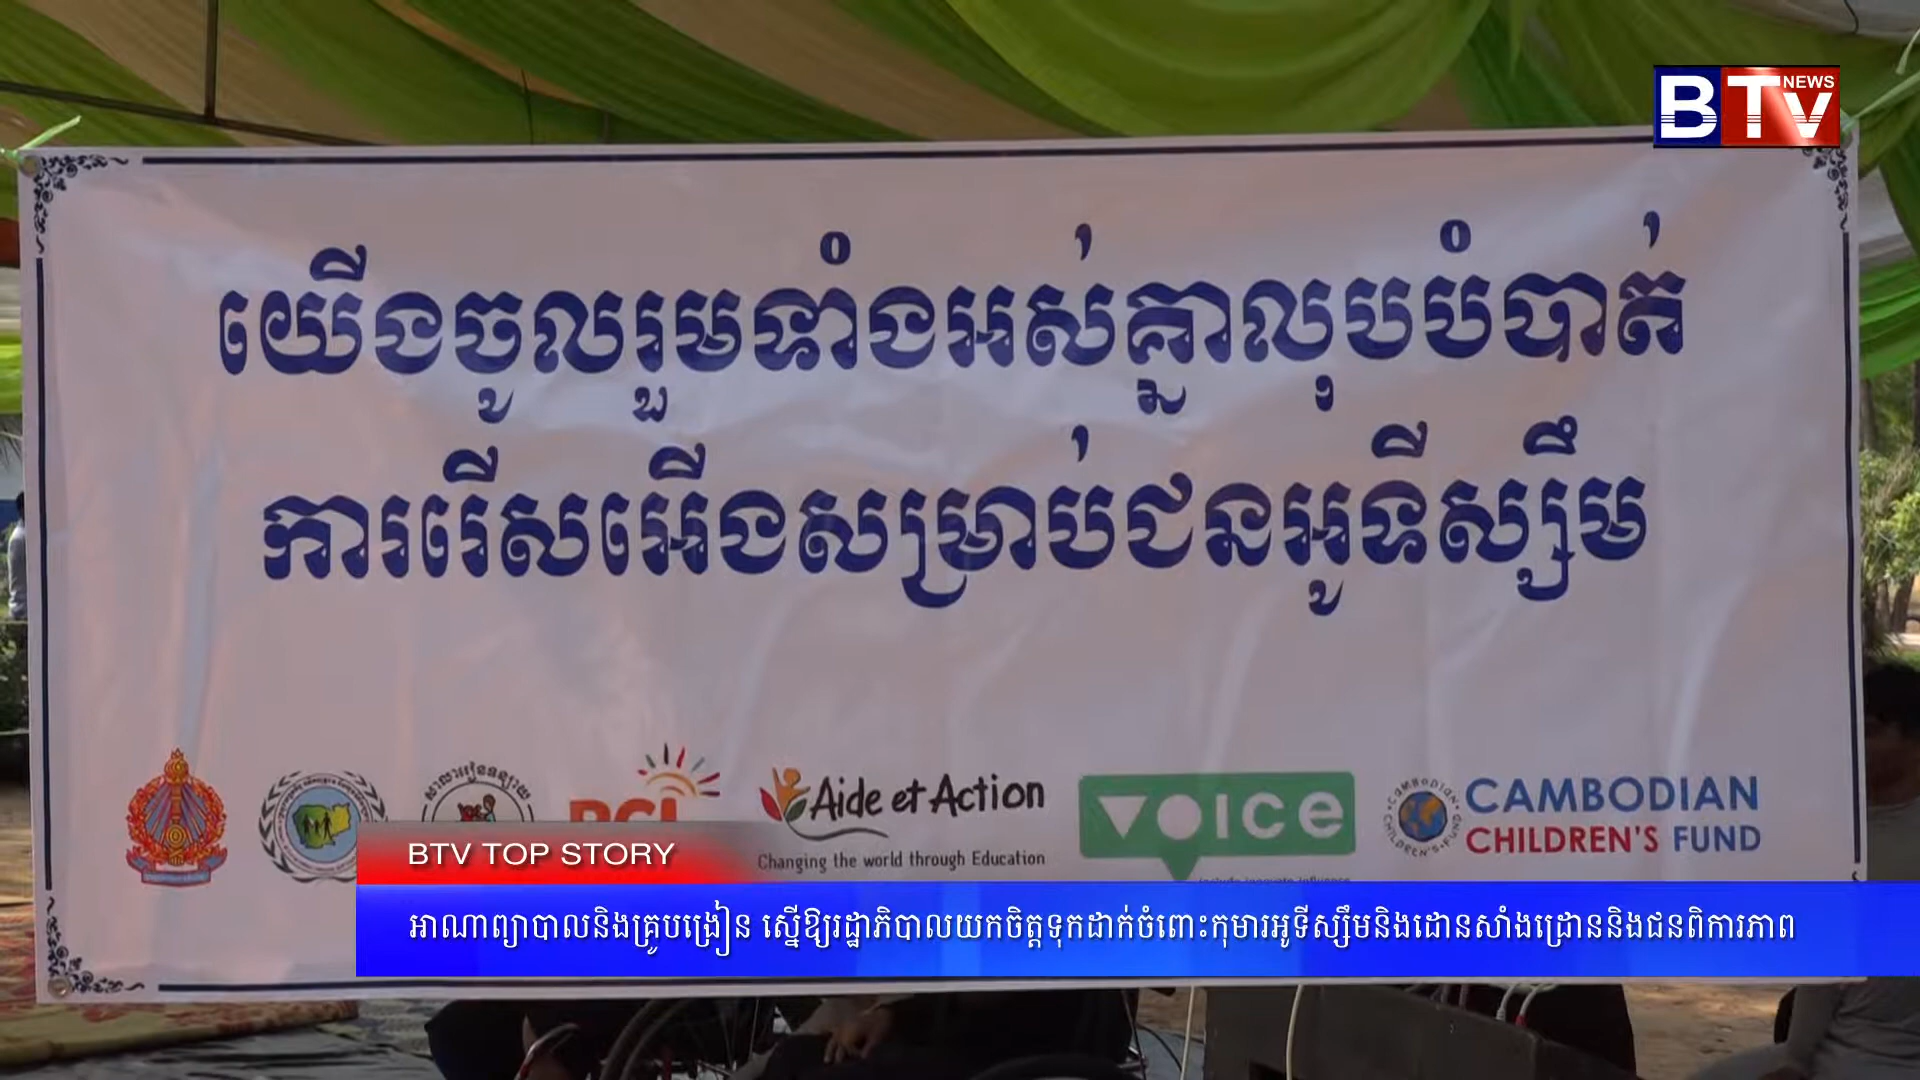 BTV NEWS
យើងចូលរួមទាំងអស់គ្នាលុបបំបាត់
ការរើសអើងសម្រាប់ជនអូទីស្សឹម
Aide et Action
Changing the world through Education
VOICE
CAMBODIAN
CHILDREN'S FUND
BTV TOP STORY
អាណាព្យាបាលនិងគ្រូបង្រៀន ស្នើឱ្យរដ្ឋាភិបាលយកចិត្តទុកដាក់ចំពោះកុមារអូទីស្សឹមនិងដោនសាំងដ្រោននិងជនពិការភាព